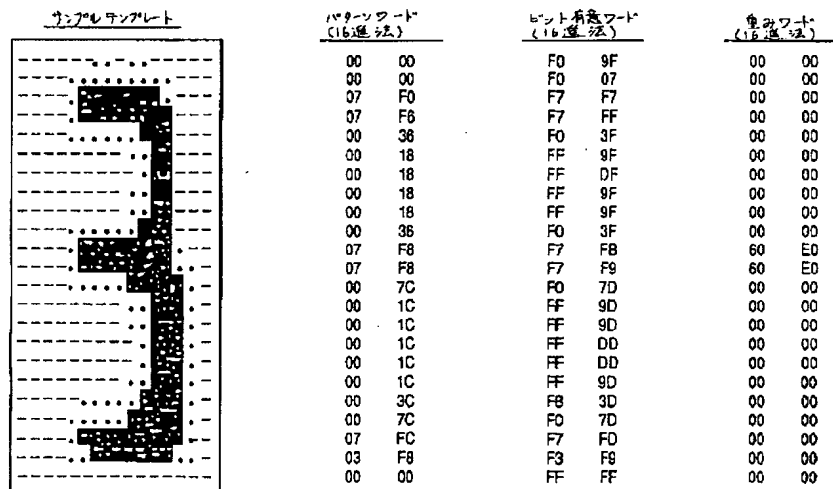 サンプルテンプレート パターンワード ビット有意ワード 重みワード
(16進法) (16進法) (16進法)
00 00 F0 9F 00 00
00 00 F0 07 00 00
07 F0 F7 F7 00 00
07 F6 F7 FF 00 00
00 36 F0 3F 00 00
00 18 FF 9F 00 00
00 18 FF DF 00 00
00 18 FF 9F 00 00
00 18 FF 9F 00 00
00 36 F0 3F 00 00
07 F8 F7 FB 60 E0
07 F8 F7 F9 60 E0
00 7C F0 7D 00 00
00 1C FF 9D 00 00
00 1C FF 9D 00 00
00 1C FF DD 00 00
00 1C FF DD 00 00
00 1C FF 9D 00 00
00 3C F8 3D 00 00
00 7C F0 7D 00 00
07 FC F7 FD 00 00
03 F8 F3 F9 00 00
00 00 FF FF 00 00